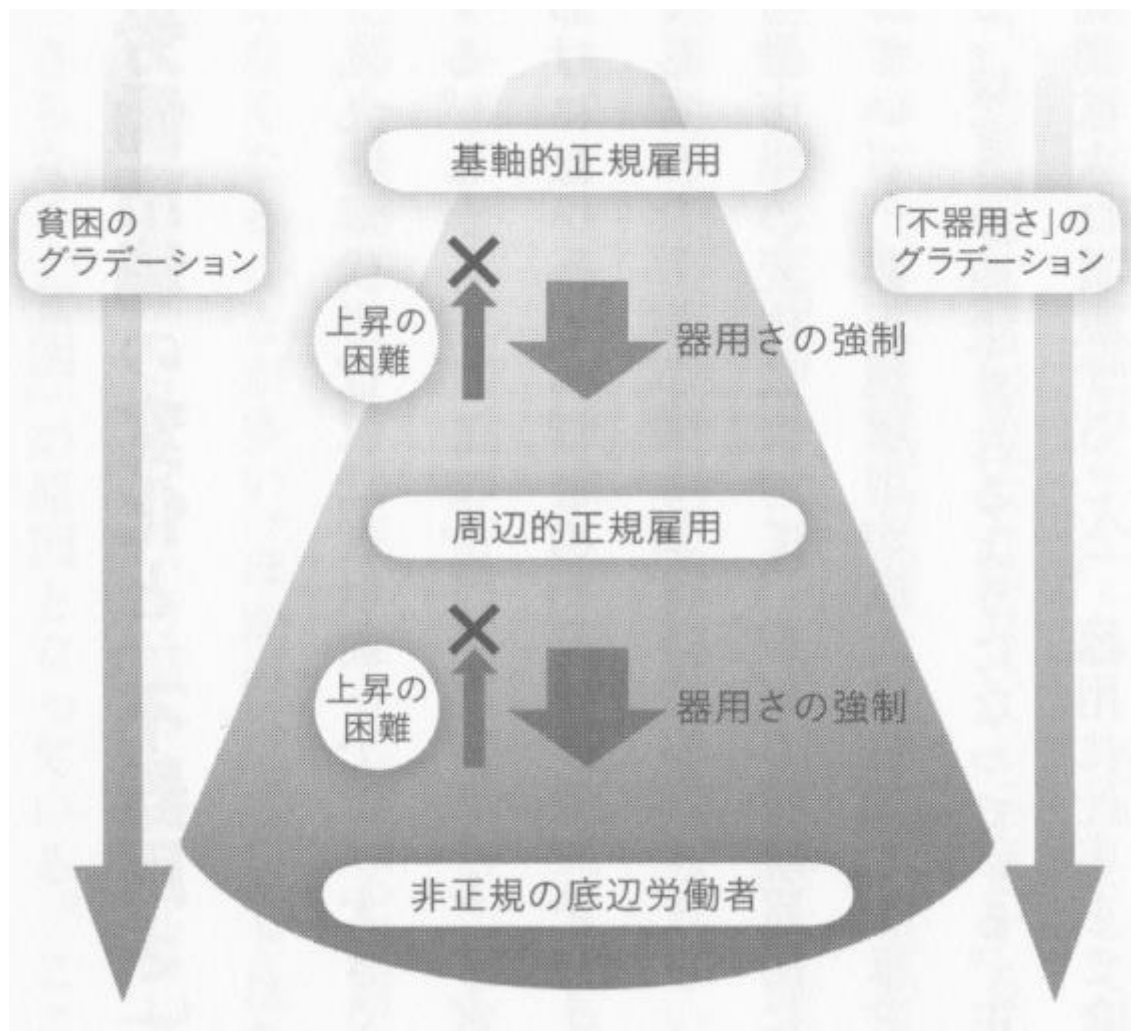 基軸的正規雇用
貧困の
グラデーション
「不器用さ」の
グラデーション
上昇の
困難
器用さの強制
周辺的正規雇用
上昇の
困難
器用さの強制
非正規の底辺労働者